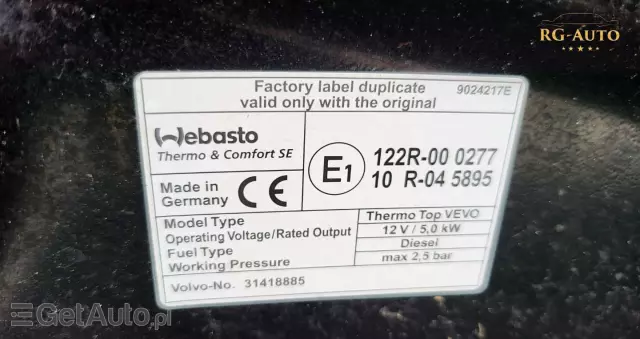 RG-AUTO
Factory label duplicate
valid only with the original
9024217E
Webasto
Thermo & Comfort SE
Made in
Germany
CE
E1
122R-00 0277
10 R-04 5895
Model Type Thermo Top VEVO
Operating Voltage/Rated Output 12 V / 5,0 kW
Fuel Type Diesel
Working Pressure max 2,5 bar
Volvo-No. 31418885
GetAuto.pl